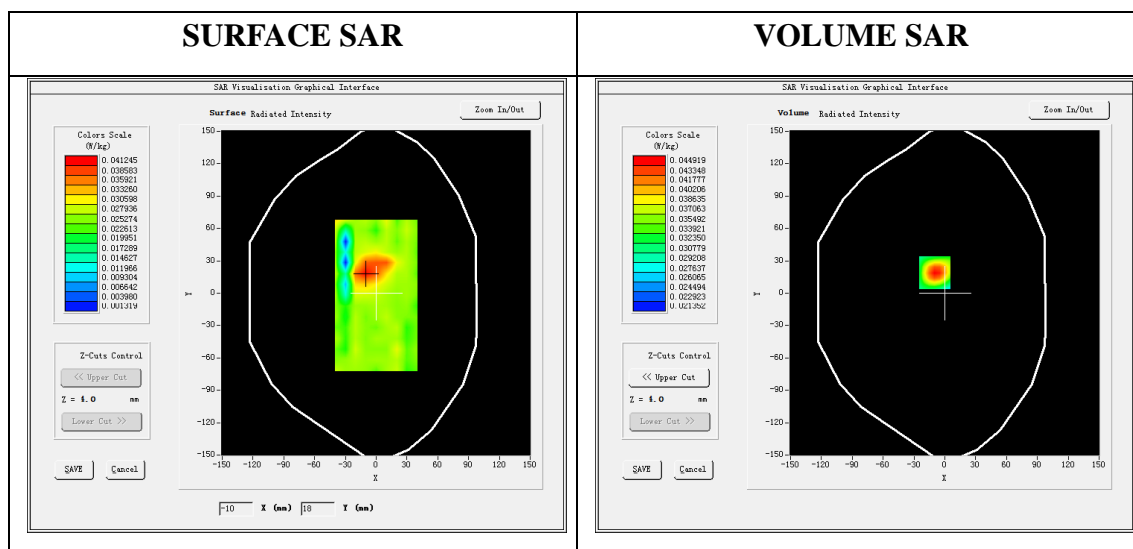 SURFACE SAR
VOLUME SAR
SAR Visualisation Graphical Interface
Surface Radiated Intensity
Zoom In/Out
Colors Scale
(W/kg)
0.041245
0.038583
0.035921
0.033260
0.030598
0.027936
0.025274
0.022613
0.019951
0.017289
0.014627
0.011966
0.009304
0.006642
0.003980
0.001319
150
120
90
60
30
0
-30
-60
-90
-120
-150
Y
-150 -120 -90 -60 -30 0 30 60 90 120 150
X
Z-Cuts Control
<< Upper Cut
Z = 4.0 mm
Lower Cut >>
SAVE Cancel
-10 X (mm) 18 Y (mm)
SAR Visualisation Graphical Interface
Volume Radiated Intensity
Zoom In/Out
Colors Scale
(W/kg)
0.044919
0.043348
0.041777
0.040206
0.038635
0.037063
0.035492
0.033921
0.032350
0.030779
0.029208
0.027637
0.026065
0.024494
0.022923
0.021352
150
120
90
60
30
0
-30
-60
-90
-120
-150
Y
-150 -120 -90 -60 -30 0 30 60 90 120 150
X
Z-Cuts Control
<< Upper Cut
Z = 4.0 mm
Lower Cut >>
SAVE Cancel